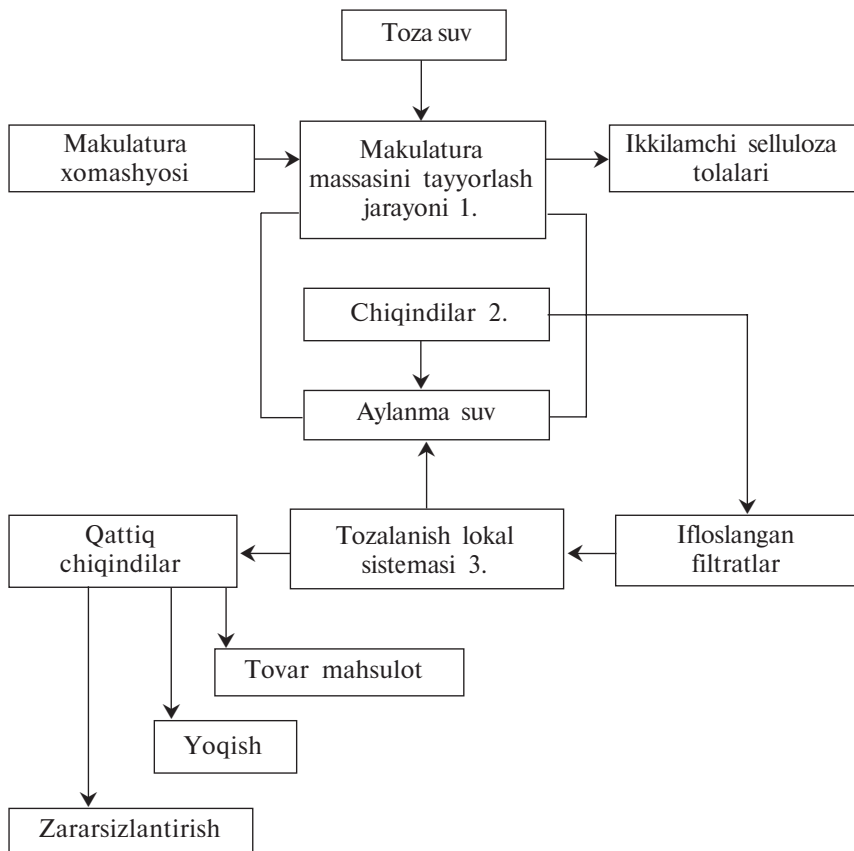 Toza suv
Makulatura
xomashyosi
Makulatura
massasini tayyorlash
jarayoni 1.
Ikkilamchi selluloza
tolalari
Chiqindilar 2.
Aylanma suv
Qattiq
chiqindilar
Tozalanish lokal
sistemasi 3.
Ifloslangan
filtratlar
Tovar mahsulot
Yoqish
Zararsizlantirish